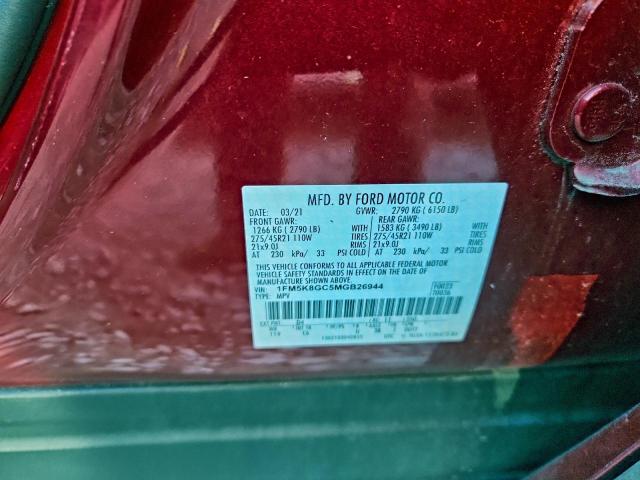 MFD. BY FORD MOTOR CO.
DATE: 03/21 GVWR: 2790 KG ( 6150 LB)
FRONT GAWR: REAR GAWR:
1266 KG ( 2790 LB) WITH 1583 KG ( 3490 LB) WITH
275/45R21 110W TIRES 275/45R21 110W TIRES
21x9.0J RIMS 21x9.0J RIMS
AT 230 kPa/ 33 PSI COLD AT 230 kPa/ 33 PSI COLD
THIS VEHICLE CONFORMS TO ALL APPLICABLE FEDERAL MOTOR
VEHICLE SAFETY STANDARDS IN EFFECT ON THE DATE OF
MANUFACTURE SHOWN ABOVE.
VIN: 1FM5K8GC5MGB26944
TYPE: MPV